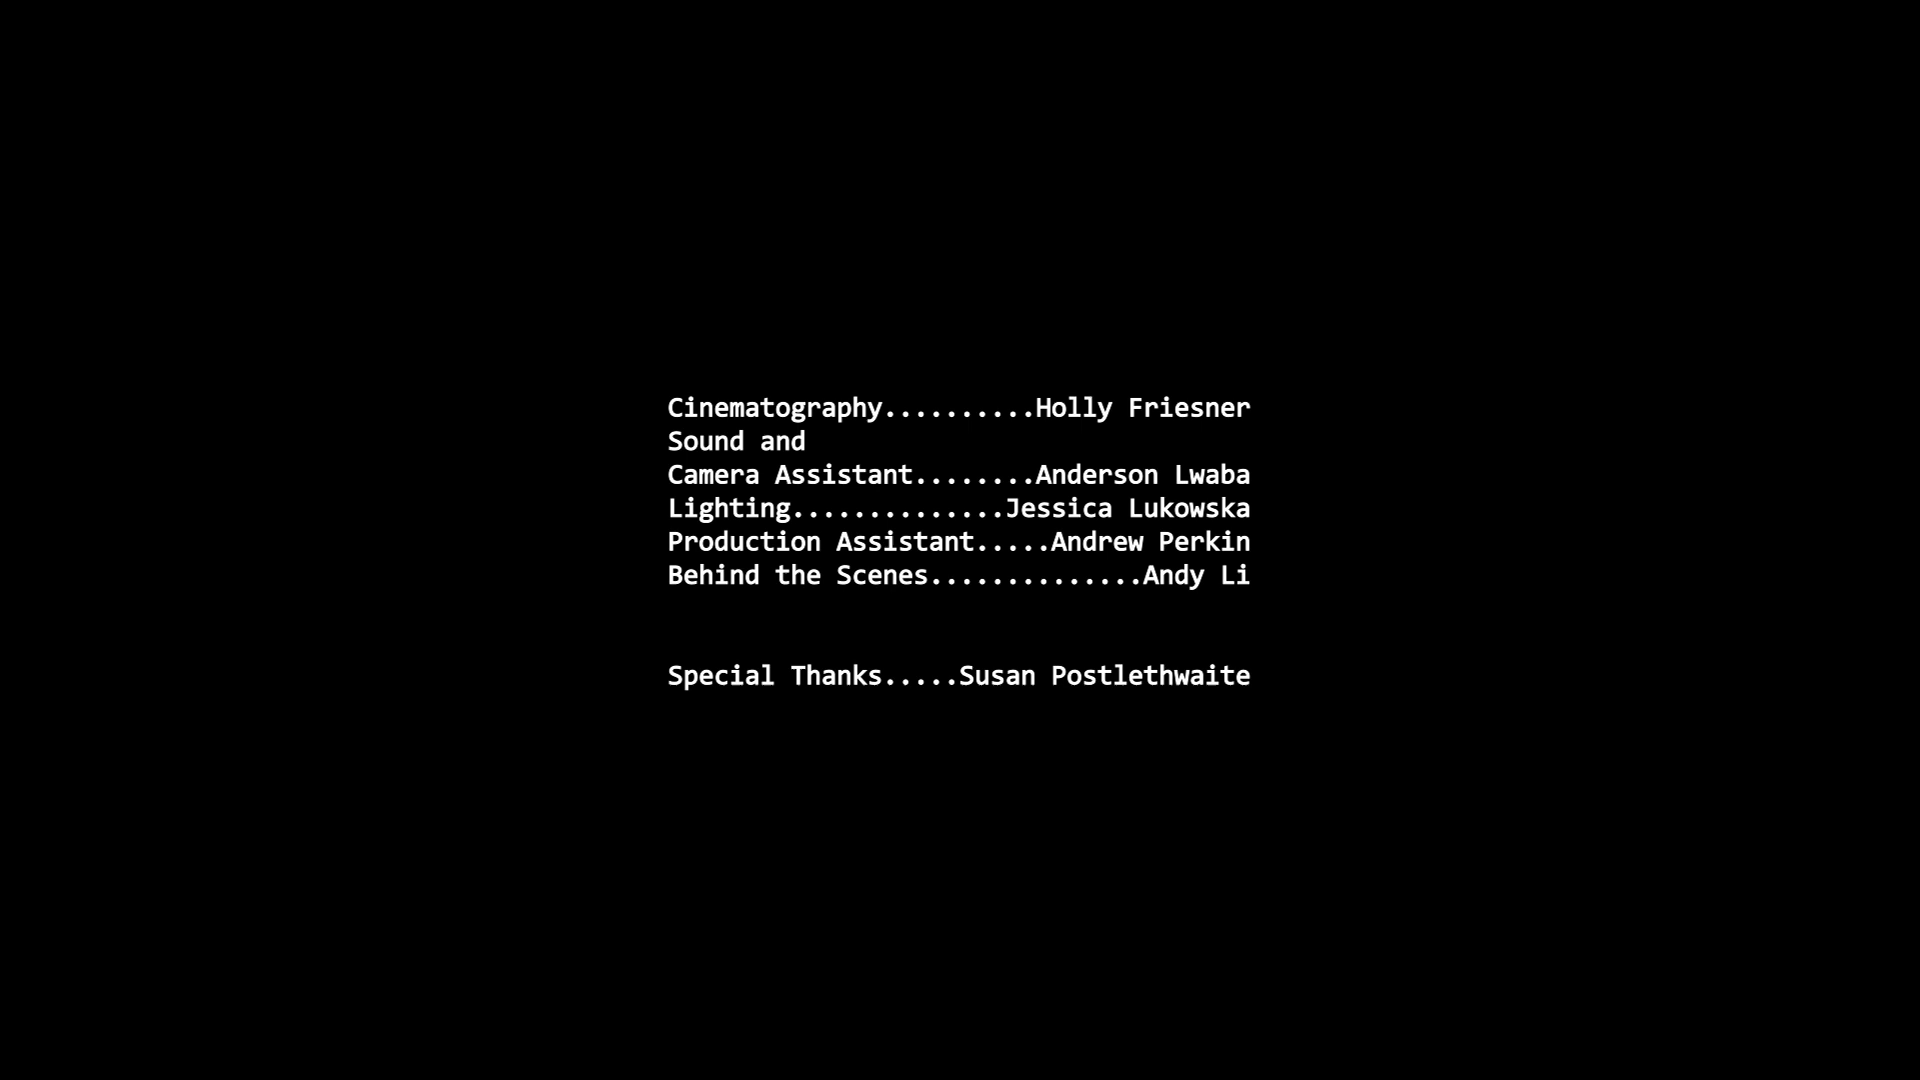 Cinematography..........Holly Friesner
Sound and
Camera Assistant........Anderson Lwaba
Lighting..............Jessica Lukowska
Production Assistant.....Andrew Perkin
Behind the Scenes..............Andy Li
Special Thanks.....Susan Postlethwaite